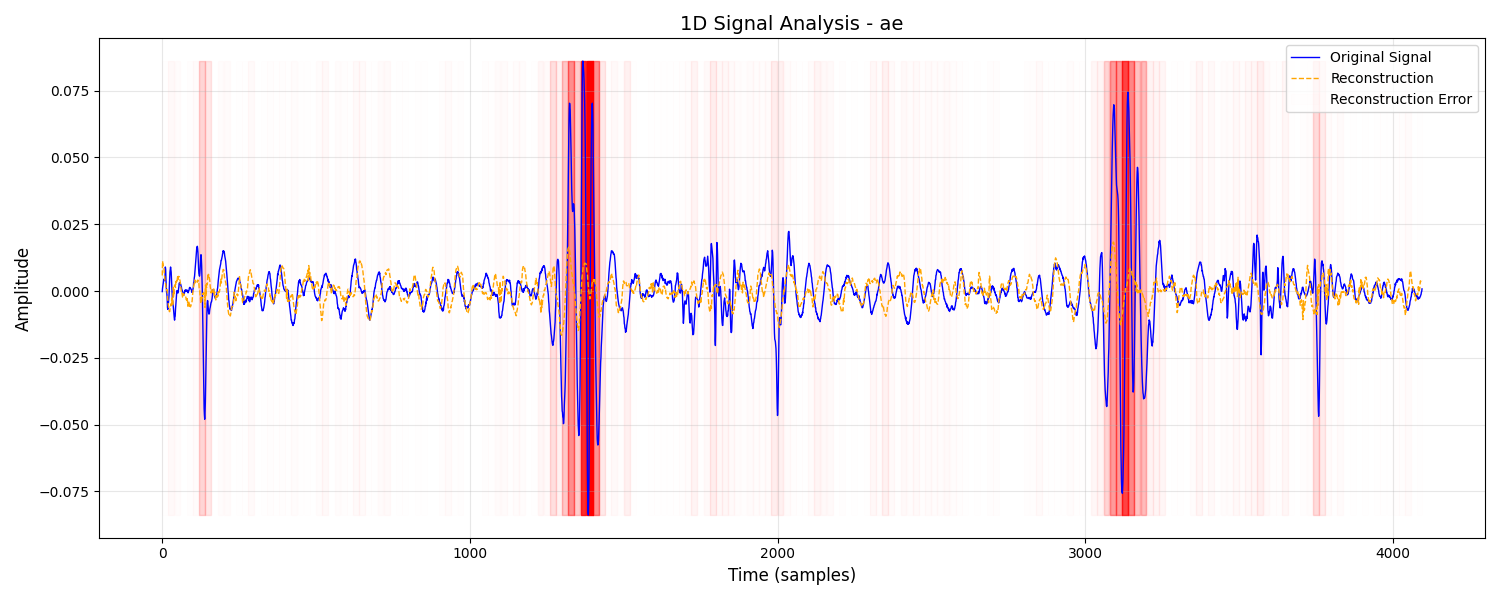 1D Signal Analysis - ae
Original Signal
Reconstruction
Reconstruction Error
Amplitude
0.075
0.050
0.025
0.000
−0.025
−0.050
−0.075
0 1000 2000 3000 4000
Time (samples)